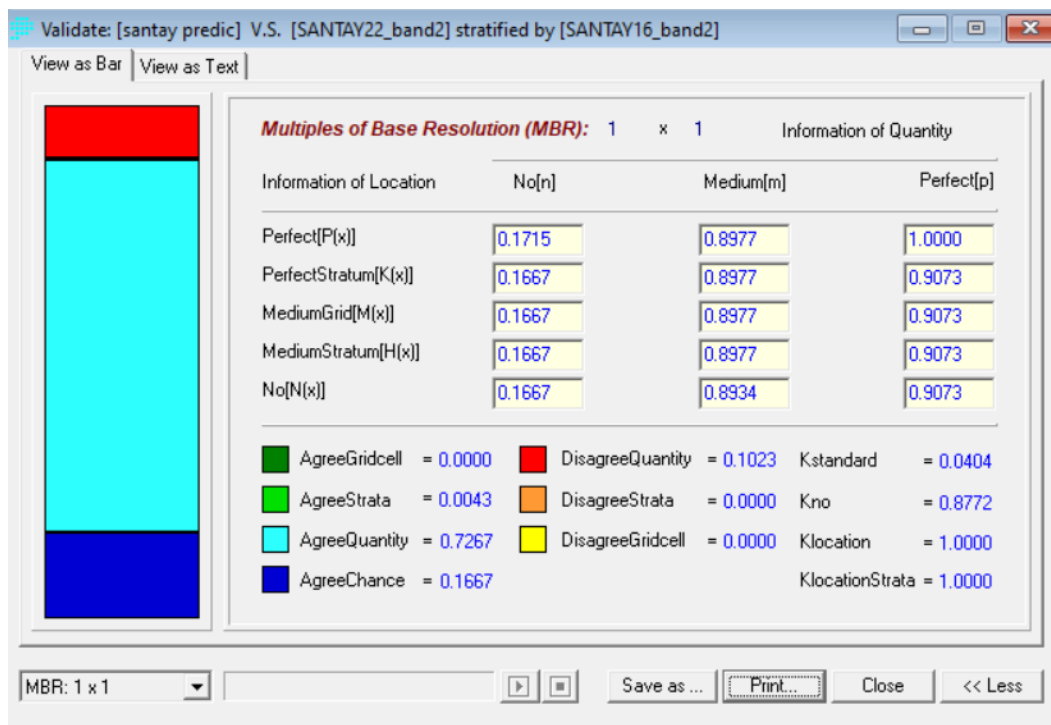 Validate: [santay predic] V.S. [SANTAY22_band2] stratified by [SANTAY16_band2]
View as Bar View as Text
Multiples of Base Resolution (MBR): 1 x 1 Information of Quantity
Information of Location No[n] Medium[m] Perfect[p]
Perfect[P(x)] 0.1715 0.8977 1.0000
PerfectStratum[K(x)] 0.1667 0.8977 0.9073
MediumGrid[M(x)] 0.1667 0.8977 0.9073
MediumStratum[H(x)] 0.1667 0.8977 0.9073
No[N(x)] 0.1667 0.8934 0.9073
AgreeGridcell = 0.0000 DisagreeQuantity = 0.1023 Kstandard = 0.0404
AgreeStrata = 0.0043 DisagreeStrata = 0.0000 Kno = 0.8772
AgreeQuantity = 0.7267 DisagreeGridcell = 0.0000 Klocation = 1.0000
AgreeChance = 0.1667 KlocationStrata = 1.0000
MBR: 1 x 1 Save as ... Print... Close << Less